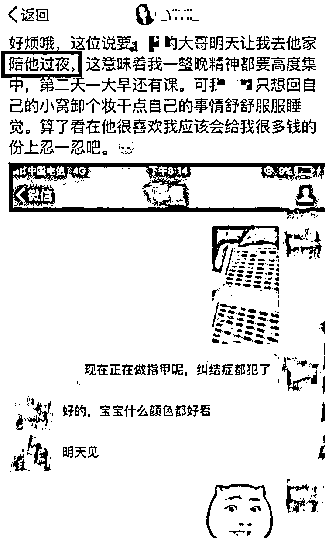 返回
好烦哦，这位说要 的大哥明天让我去他家
陪他过夜，这意味着我一整晚精神都要高度集
中，第二天一大早还有课。可我 只想回自
己的小窝卸个妆干点自己的事情舒舒服服睡
觉。算了看在他很喜欢我应该会给我很多钱的
份上忍一忍吧。
中国电信 4G 下午8:14
微信
现在正在做指甲呢，纠结症都犯了
好的，宝宝什么颜色都好看
明天见